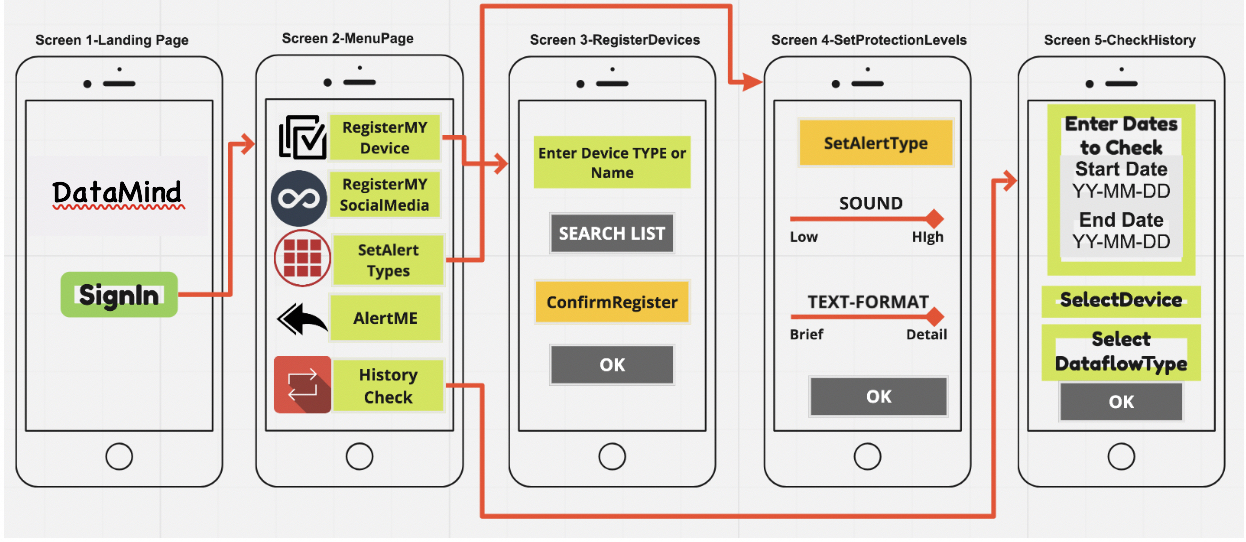 Screen 1-Landing Page
DataMind
SignIn
Screen 2-MenuPage
RegisterMY
Device
RegisterMY
SocialMedia
SetAlert
Types
AlertME
History
Check
Screen 3-RegisterDevices
Enter Device TYPE or
Name
SEARCH LIST
ConfirmRegister
OK
Screen 4-SetProtectionLevels
SetAlertType
SOUND
Low HIgh
TEXT-FORMAT
Brief Detail
OK
Screen 5-CheckHistory
Enter Dates
to Check
Start Date
YY-MM-DD
End Date
YY-MM-DD
SelectDevice
Select
DataflowType
OK